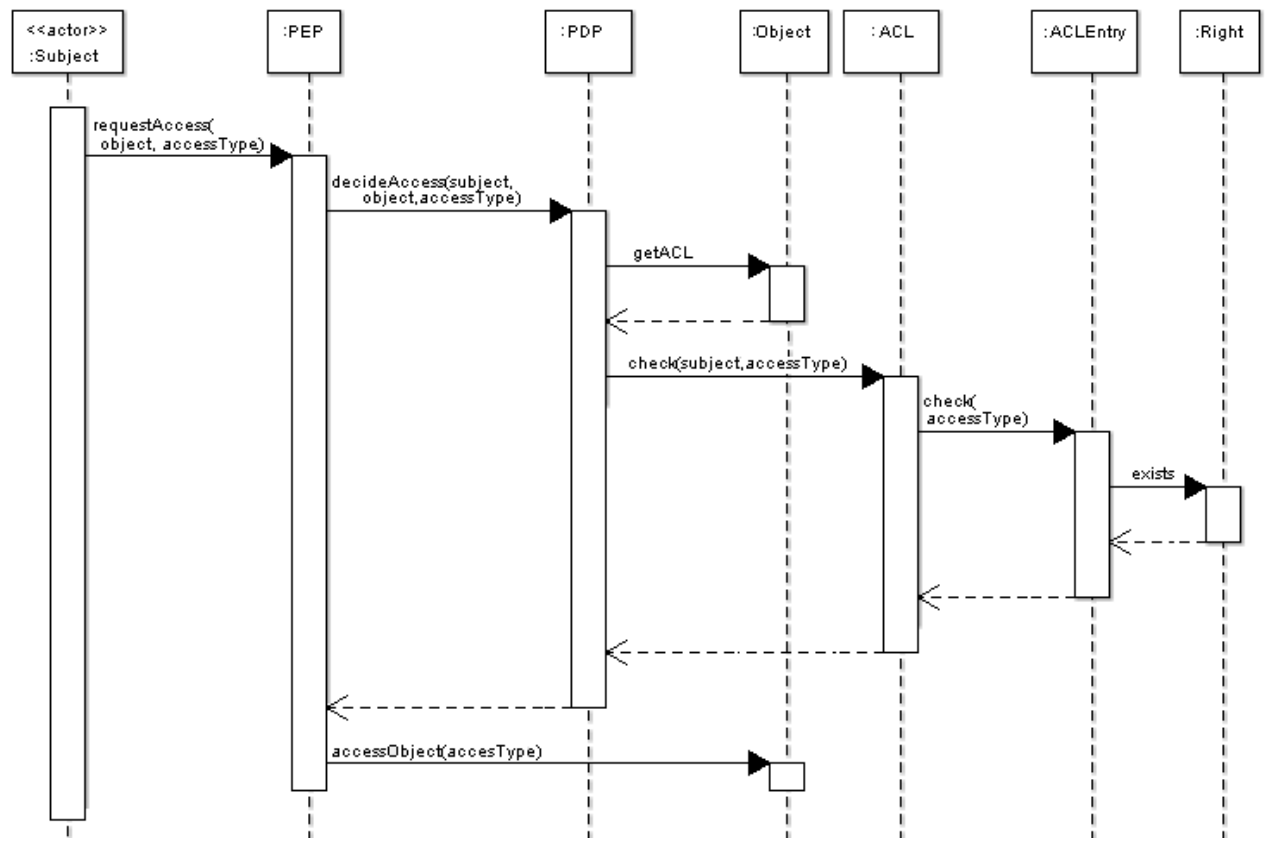 <<actor>>
:Subject
:PEP
:PDP
:Object
:ACL
:ACLEntry
:Right
requestAccess(
object, accessType)
decideAccess(subject,
object,accessType)
getACL
check(subject,accessType)
check(
accessType)
exists
accessObject(accesType)